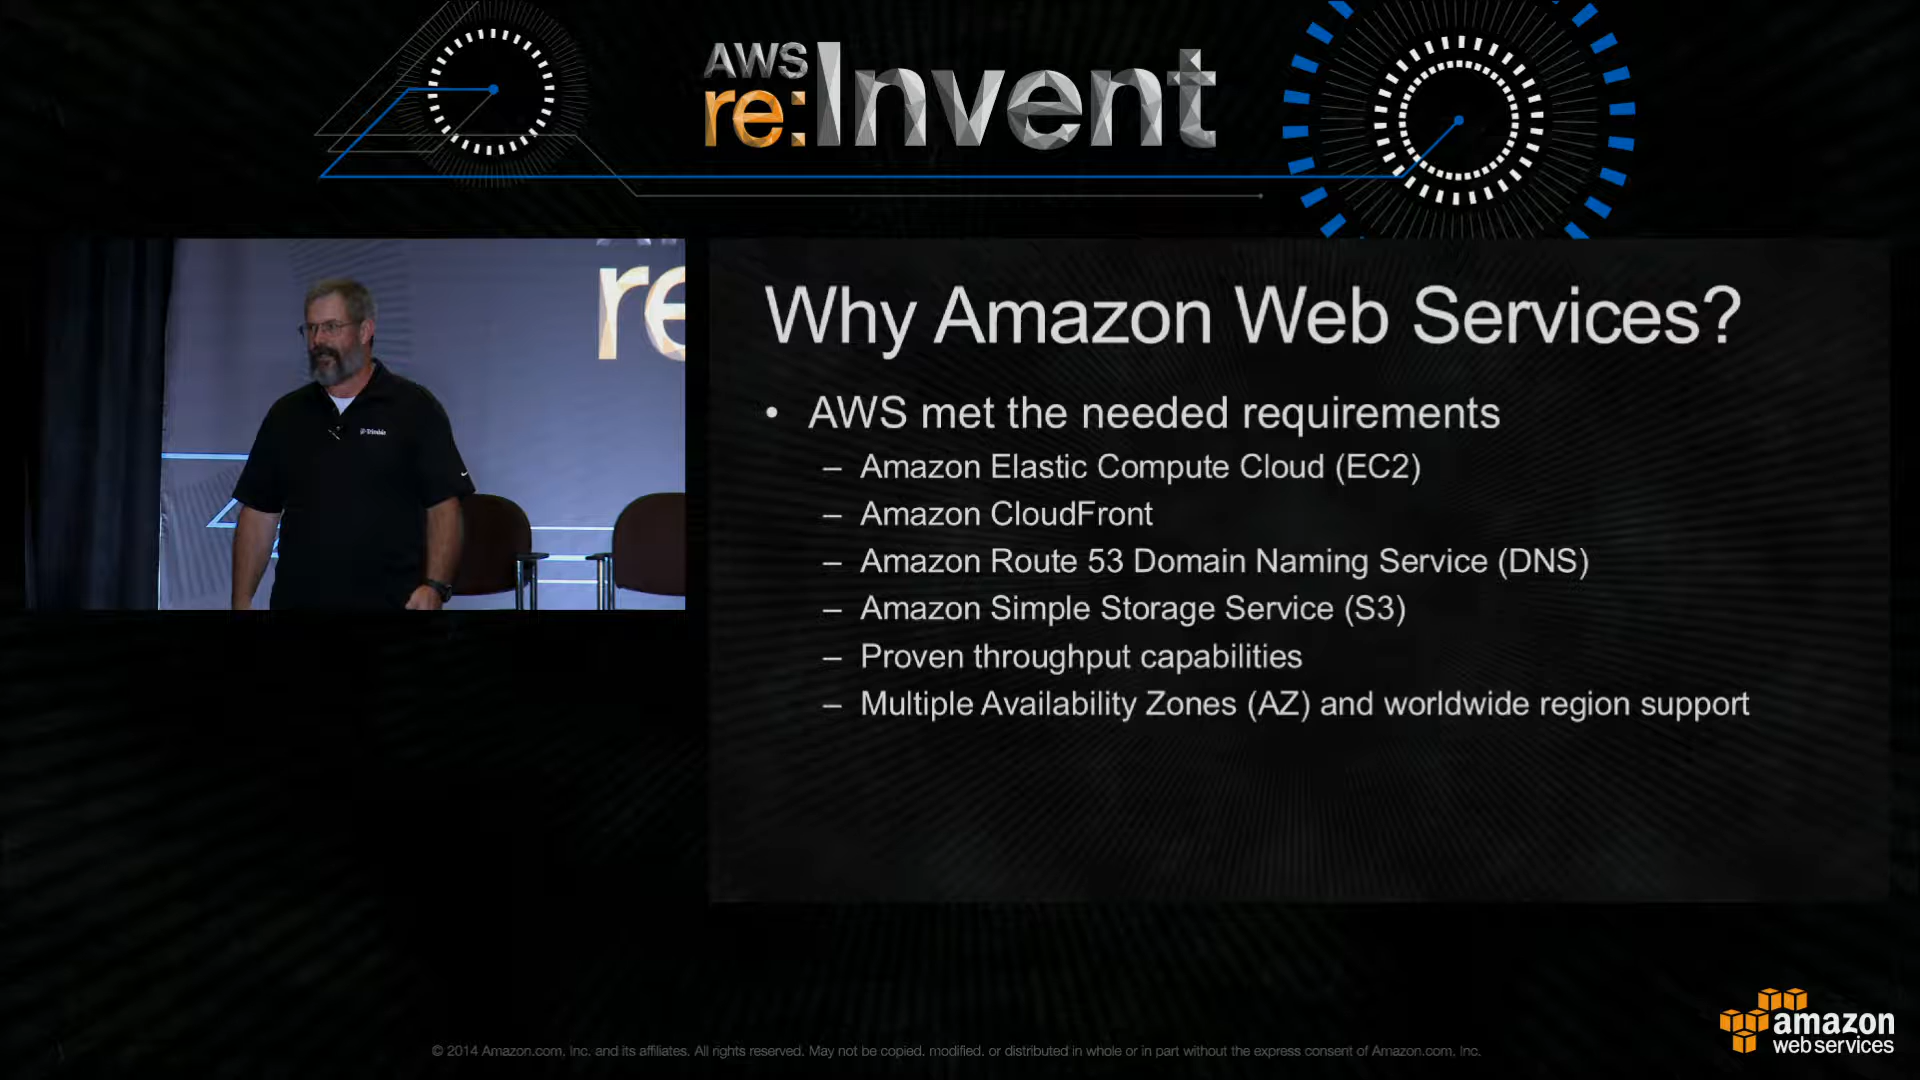 AWS
re:Invent
re
Trimble
Why Amazon Web Services?
• AWS met the needed requirements
– Amazon Elastic Compute Cloud (EC2)
– Amazon CloudFront
– Amazon Route 53 Domain Naming Service (DNS)
– Amazon Simple Storage Service (S3)
– Proven throughput capabilities
– Multiple Availability Zones (AZ) and worldwide region support
amazon
web services
© 2014 Amazon.com, Inc. and its affiliates. All rights reserved. May not be copied, modified, or distributed in whole or in part without the express consent of Amazon.com, Inc.